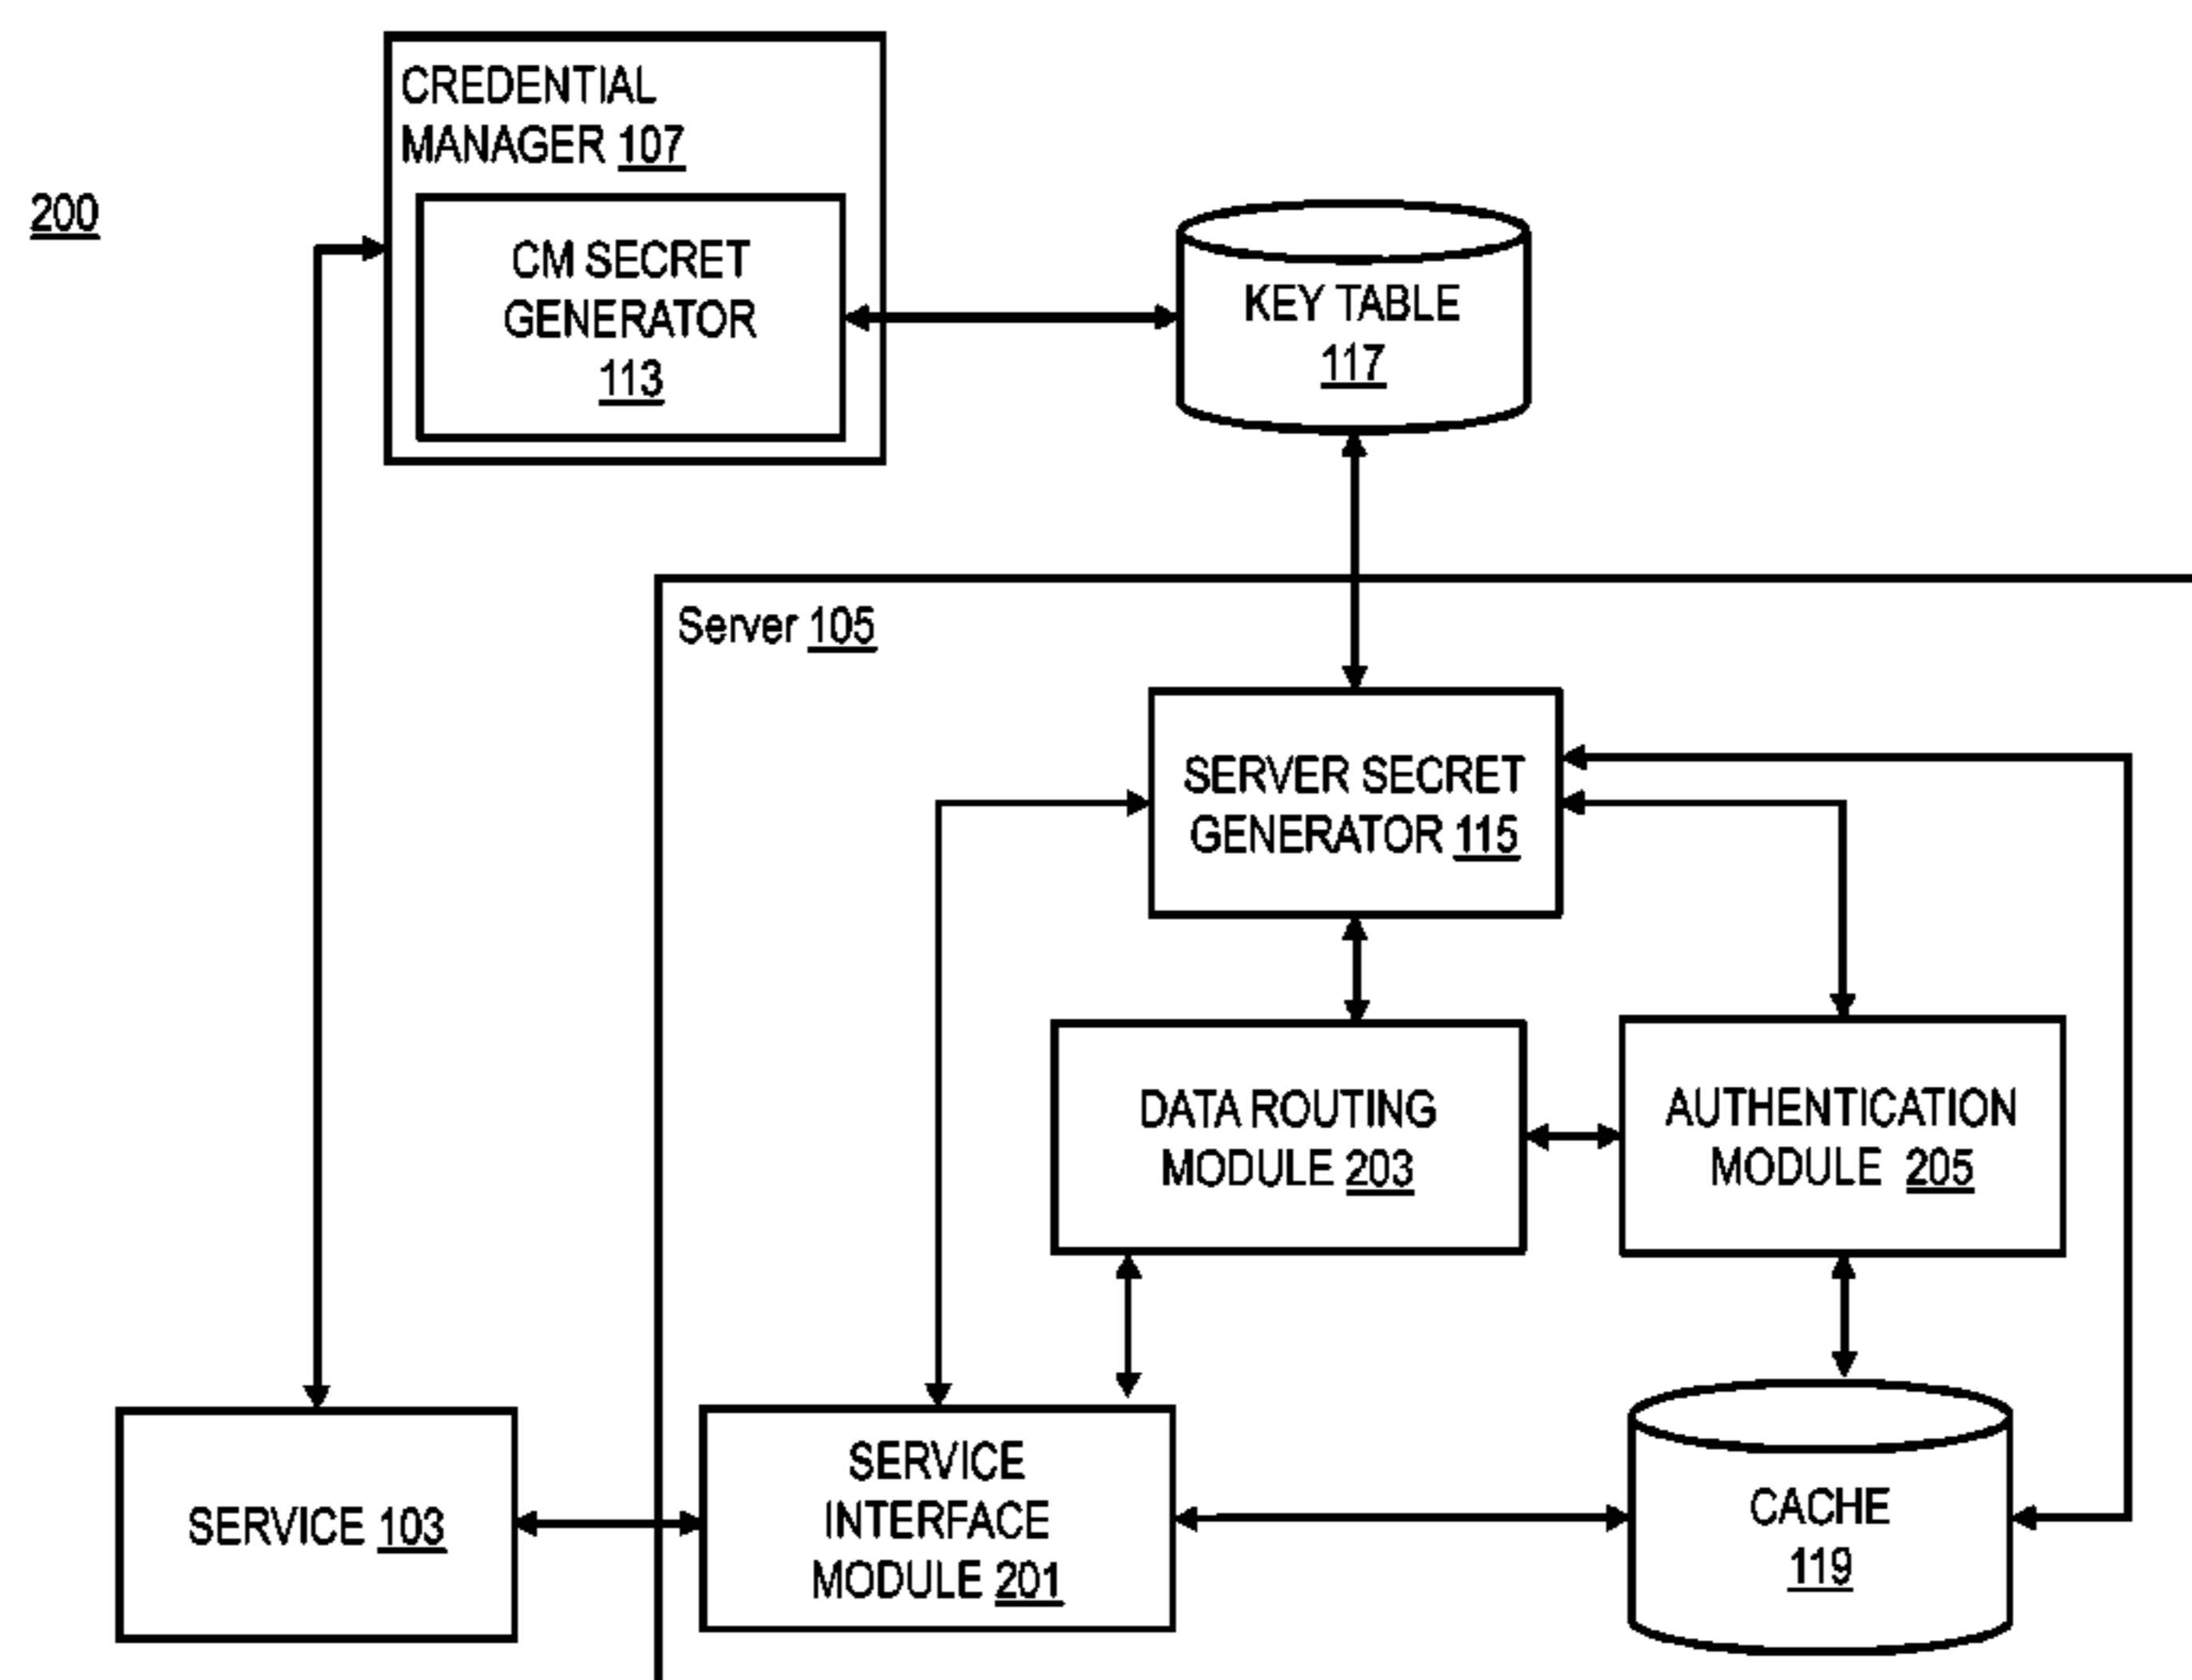 CREDENTIAL
MANAGER 107
200
CM SECRET
GENERATOR
113
KEY TABLE
117
Server 105
SERVER SECRET
GENERATOR 115
DATA ROUTING
MODULE 203
AUTHENTICATION
MODULE 205
SERVICE 103
SERVICE
INTERFACE
MODULE 201
CACHE
119